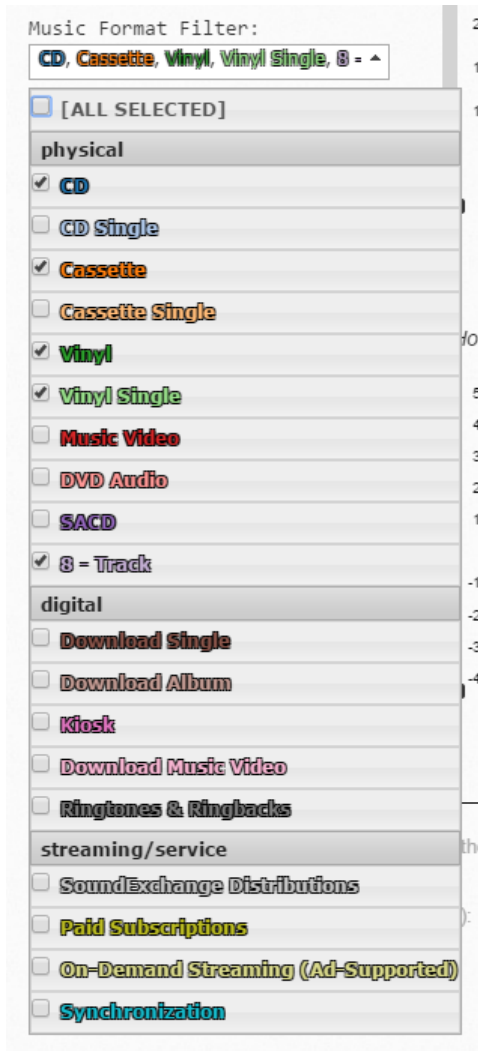 Music Format Filter:
CD, Cassette, Vinyl, Vinyl Single, 8 -
[ALL SELECTED]
physical
CD
CD Single
Cassette
Cassette Single
Vinyl
Vinyl Single
Music Video
DVD Audio
SACD
8 - Track
digital
Download Single
Download Album
Kiosk
Download Music Video
Ringtones & Ringbacks
streaming/service
SoundExchange Distributions
Paid Subscriptions
On-Demand Streaming (Ad-Supported)
Synchronization